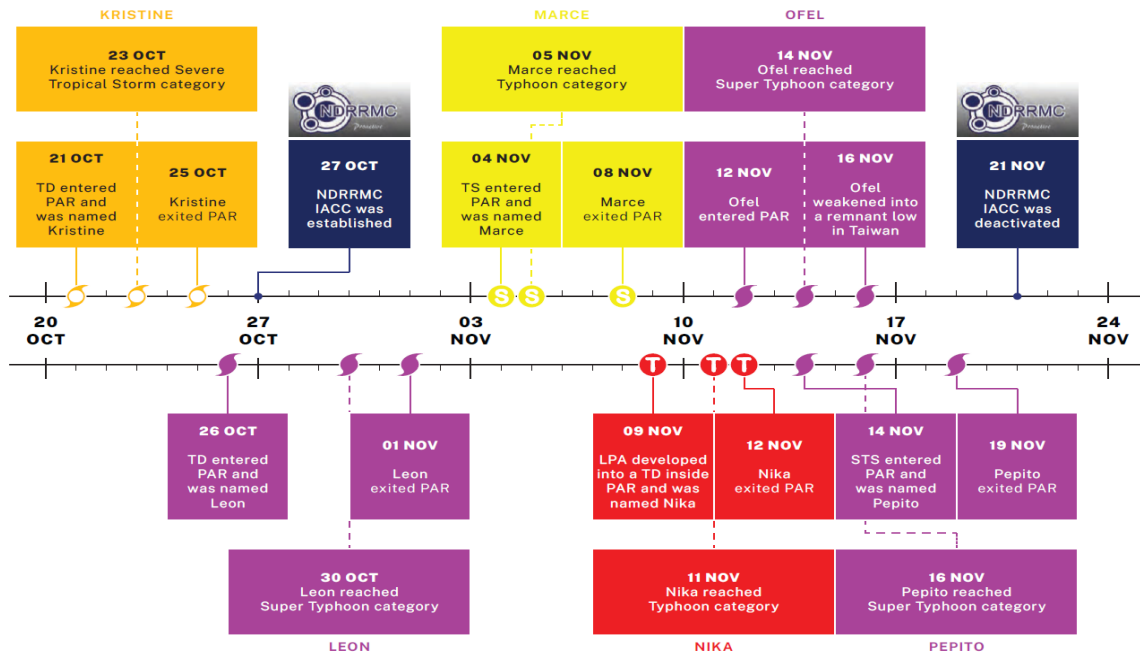 KRISTINE
MARCE
OFEL
23 OCT
Kristine reached Severe
Tropical Storm category
05 NOV
Marce reached
Typhoon category
14 NOV
Ofel reached
Super Typhoon category
NDRRMC
NDRRMC
21 OCT
TD entered
PAR and
was named
Kristine
25 OCT
Kristine
exited PAR
27 OCT
NDRRMC
IACC was
established
04 NOV
TS entered
PAR and
was named
Marce
08 NOV
Marce
exited PAR
12 NOV
Ofel
entered PAR
16 NOV
Ofel
weakened into
a remnant low
in Taiwan
21 NOV
NDRRMC
IACC was
deactivated
S
S
S
20
OCT
27
OCT
03
NOV
10
NOV
17
NOV
24
NOV
T
T
T
26 OCT
TD entered
PAR and
was named
Leon
01 NOV
Leon
exited PAR
09 NOV
LPA developed
into a TD inside
PAR and was
named Nika
12 NOV
Nika
exited PAR
14 NOV
STS entered
PAR and
was named
Pepito
19 NOV
Pepito
exited PAR
30 OCT
Leon reached
Super Typhoon category
11 NOV
Nika reached
Typhoon category
16 NOV
Pepito reached
Super Typhoon category
LEON
NIKA
PEPITO